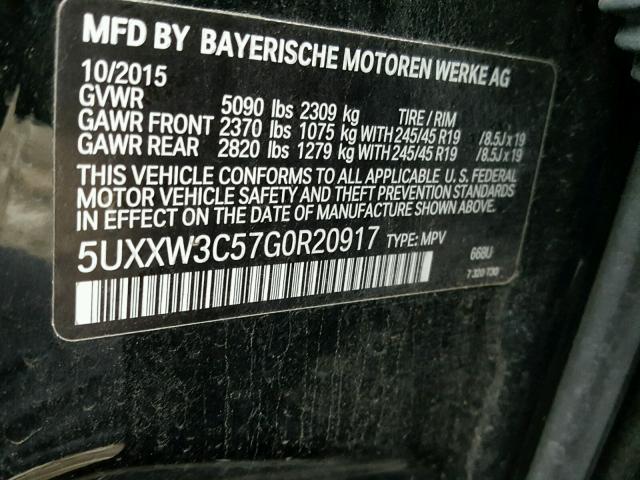 MFD BY BAYERISCHE MOTOREN WERKE AG
10/2015
GVWR 5090 lbs 2309 kg TIRE / RIM
GAWR FRONT 2370 lbs 1075 kg WITH 245/45 R19 /8.5J x 19
GAWR REAR 2820 lbs 1279 kg WITH 245/45 R19 /8.5J x 19
THIS VEHICLE CONFORMS TO ALL APPLICABLE U. S. FEDERAL
MOTOR VEHICLE SAFETY AND THEFT PREVENTION STANDARDS
IN EFFECT ON THE DATE OF MANUFACTURE SHOWN ABOVE.
5UXXW3C57G0R20917 TYPE: MPV 668U
7 320 130